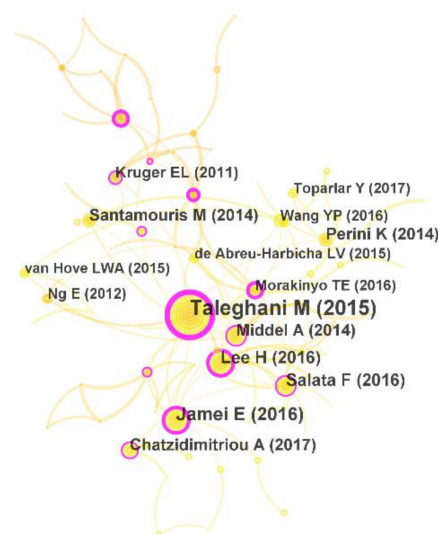 Kruger EL (2011)
Toparlar Y (2017)
Santamouris M (2014)
Wang YP (2016)
Perini K (2014)
de Abreu-Harbicha LV (2015)
van Hove LWA (2015)
Morakinyo TE (2016)
Ng E (2012)
Taleghani M (2015)
Middel A (2014)
Lee H (2016)
Salata F (2016)
Jamei E (2016)
Chatzidimitriou A (2017)